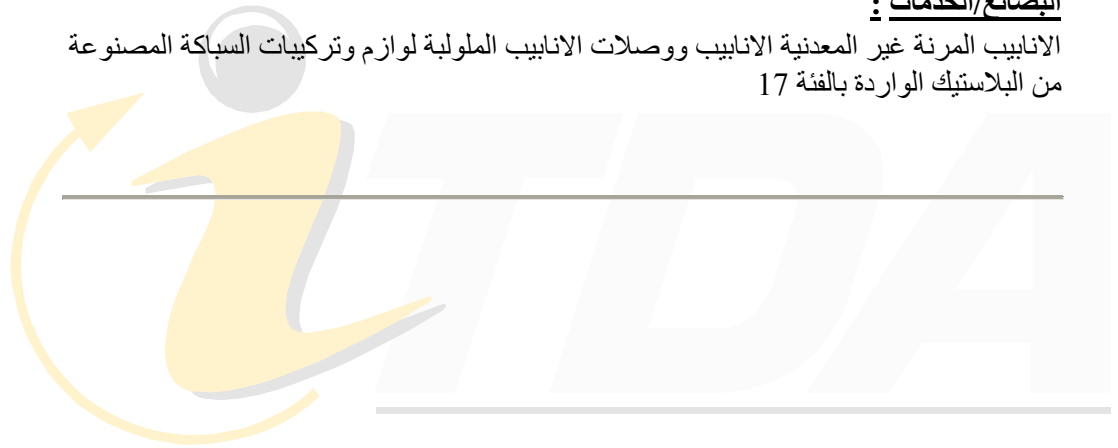 البضائع/الخدمات :
الانابيب المرنة غير المعدنية الانابيب ووصلات الانابيب الملولبة لوازم وتركيبات السباكة المصنوعة
من البلاستيك الواردة بالفئة 17
iTDA